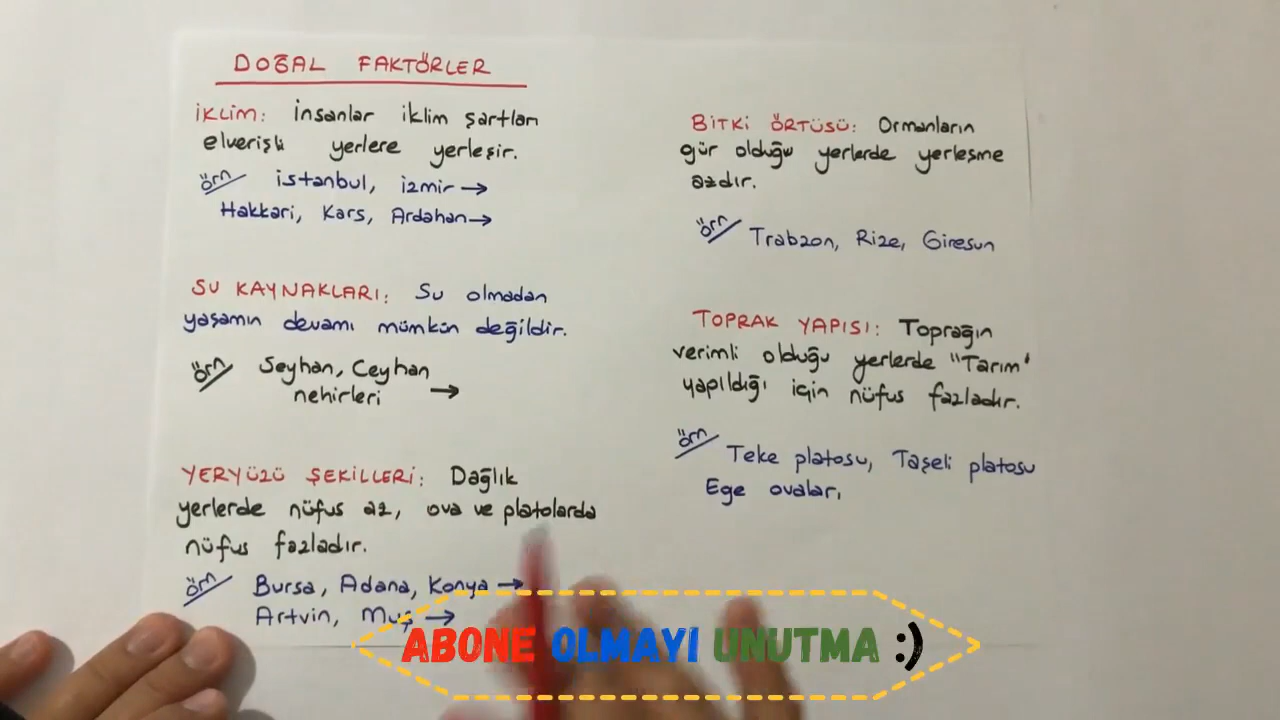 DOĞAL FAKTÖRLER
İKLİM: İnsanlar iklim şartları
elverişli yerlere yerleşir.
Örn İstanbul, İzmir →
Hakkari, Kars, Ardahan →
SU KAYNAKLARI: Su olmadan
yaşamın devamı mümkün değildir.
Örn Seyhan, Ceyhan
nehirleri →
YERYÜZÜ ŞEKİLLERİ: Dağlık
yerlerde nüfus az, ova ve platolarda
nüfus fazladır.
Örn Bursa, Adana, Konya →
Artvin, Muş →
BİTKİ ÖRTÜSÜ: Ormanların
gür olduğu yerlerde yerleşme
azdır.
Örn Trabzon, Rize, Giresun
TOPRAK YAPISI: Toprağın
verimli olduğu yerlerde "Tarım"
yapıldığı için nüfus fazladır.
Örn Teke platosu, Taşeli platosu
Ege ovaları
ABONE OLMAYI UNUTMA :)